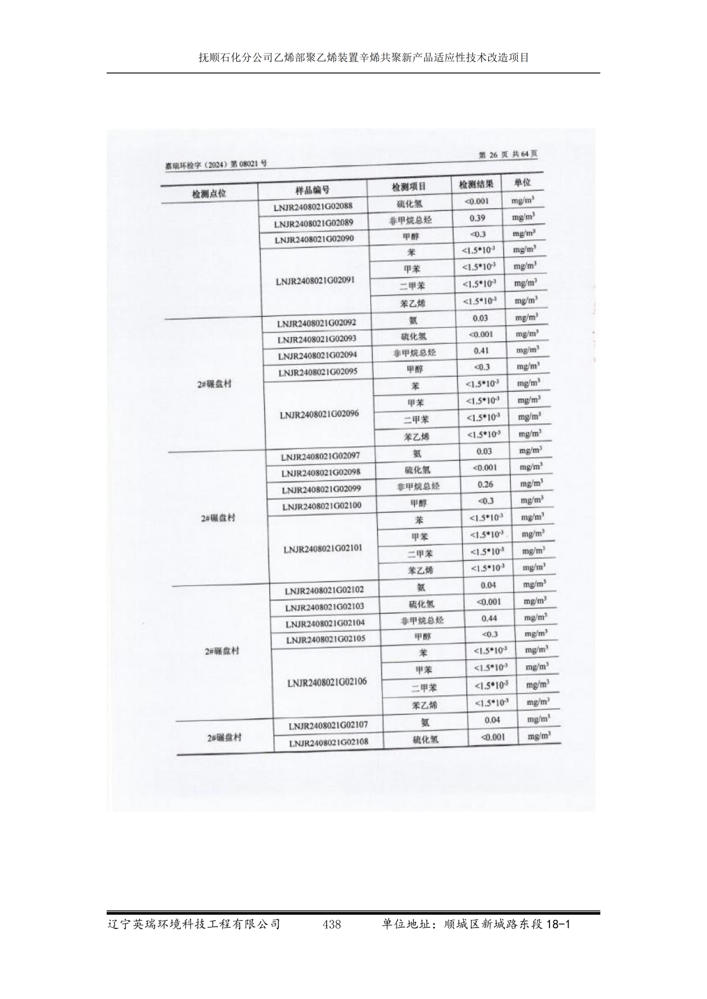 抚顺石化分公司乙烯部聚乙烯装置辛烯共聚新产品适应性技术改造项目
嘉瑞环检字（2024）第 08021 号 第 26 页 共 64 页
检测点位 样品编号 检测项目 检测结果 单位
LNJR2408021G02088 硫化氢 <0.001 mg/m³
LNJR2408021G02089 非甲烷总烃 0.39 mg/m³
LNJR2408021G02090 甲醇 <0.3 mg/m³
LNJR2408021G02091 苯 <1.5*10⁻³ mg/m³
甲苯 <1.5*10⁻³ mg/m³
二甲苯 <1.5*10⁻³ mg/m³
苯乙烯 <1.5*10⁻³ mg/m³
2#碾盘村 LNJR2408021G02092 氨 0.03 mg/m³
LNJR2408021G02093 硫化氢 <0.001 mg/m³
LNJR2408021G02094 非甲烷总烃 0.41 mg/m³
LNJR2408021G02095 甲醇 <0.3 mg/m³
LNJR2408021G02096 苯 <1.5*10⁻³ mg/m³
甲苯 <1.5*10⁻³ mg/m³
二甲苯 <1.5*10⁻³ mg/m³
苯乙烯 <1.5*10⁻³ mg/m³
2#碾盘村 LNJR2408021G02097 氨 0.03 mg/m³
LNJR2408021G02098 硫化氢 <0.001 mg/m³
LNJR2408021G02099 非甲烷总烃 0.26 mg/m³
LNJR2408021G02100 甲醇 <0.3 mg/m³
LNJR2408021G02101 苯 <1.5*10⁻³ mg/m³
甲苯 <1.5*10⁻³ mg/m³
二甲苯 <1.5*10⁻³ mg/m³
苯乙烯 <1.5*10⁻³ mg/m³
2#碾盘村 LNJR2408021G02102 氨 0.04 mg/m³
LNJR2408021G02103 硫化氢 <0.001 mg/m³
LNJR2408021G02104 非甲烷总烃 0.44 mg/m³
LNJR2408021G02105 甲醇 <0.3 mg/m³
LNJR2408021G02106 苯 <1.5*10⁻³ mg/m³
甲苯 <1.5*10⁻³ mg/m³
二甲苯 <1.5*10⁻³ mg/m³
苯乙烯 <1.5*10⁻³ mg/m³
2#碾盘村 LNJR2408021G02107 氨 0.04 mg/m³
LNJR2408021G02108 硫化氢 <0.001 mg/m³
辽宁英瑞环境科技工程有限公司 438 单位地址：顺城区新城路东段 18-1